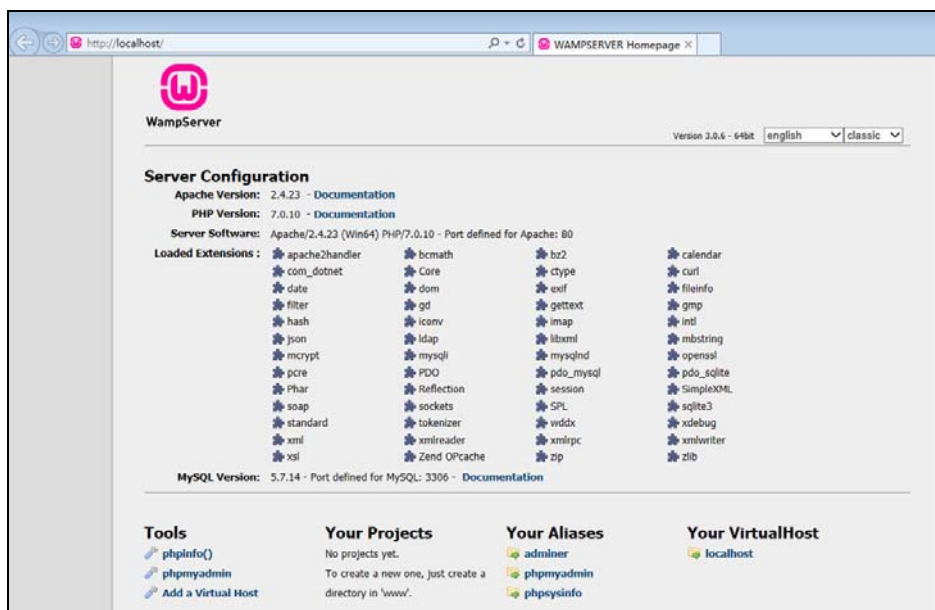 http://localhost/
WAMPSERVER Homepage
WampServer
Version 3.0.6 - 64bit english classic
Server Configuration
Apache Version: 2.4.23 - Documentation
PHP Version: 7.0.10 - Documentation
Server Software: Apache/2.4.23 (Win64) PHP/7.0.10 - Port defined for Apache: 80
Loaded Extensions : apache2handler bcmath bz2 calendar
com_dotnet Core ctype curl
date dom exif fileinfo
filter gd gettext gmp
hash iconv imap intl
json ldap libxml mbstring
mcrypt mysqli mysqlnd openssl
pcre PDO pdo_mysql pdo_sqlite
Phar Reflection session SimpleXML
soap sockets SPL sqlite3
standard tokenizer wddx xdebug
xml xmlreader xmlrpc xmlwriter
xsl Zend OPcache zip zlib
MySQL Version: 5.7.14 - Port defined for MySQL: 3306 - Documentation
Tools Your Projects Your Aliases Your VirtualHost
phpinfo() No projects yet. adminer localhost
phpmyadmin To create a new one, just create a phpmyadmin
Add a Virtual Host directory in 'www'. phpsysinfo